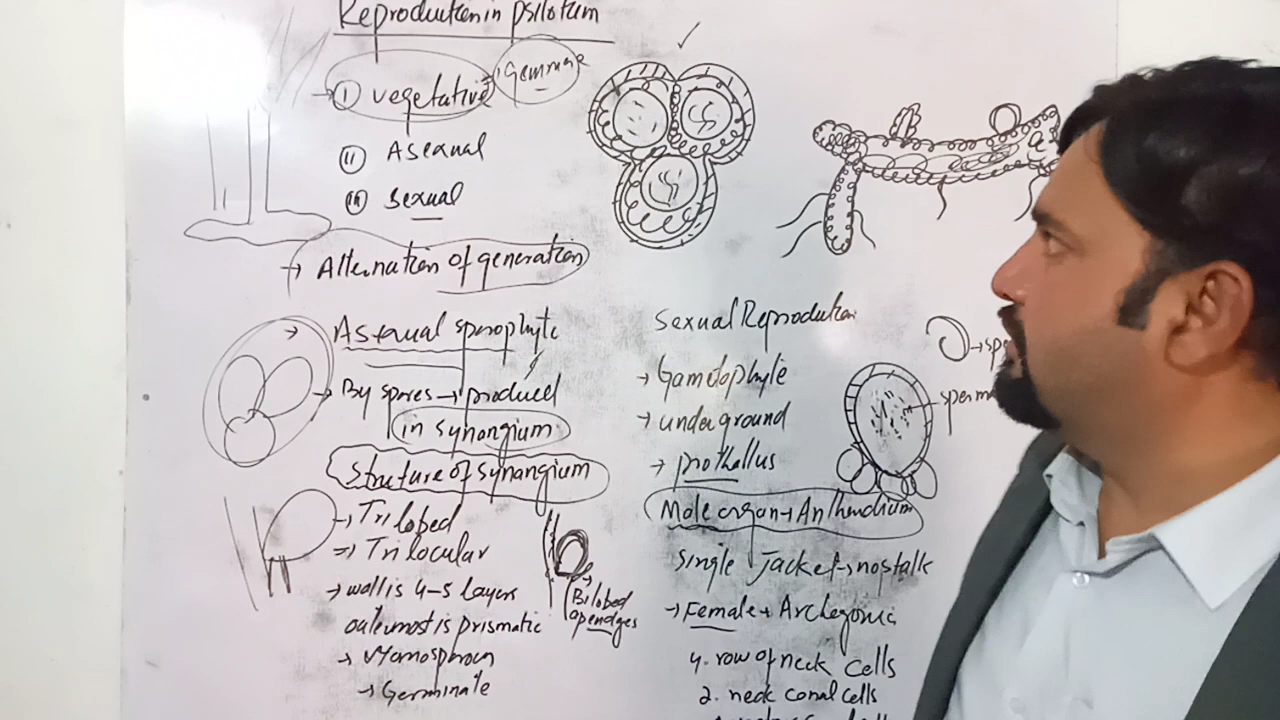 Reproduction in psilotum
(i) vegetative : Gemmae
(ii) Asexual
(iii) Sexual
→ Alternation of generation
→ Asexual sporophyte
→ By spores → produced
in synangium
Structure of synangium
→ Trilobed
→ Trilocular
→ wall is 4-5 layers
outermost is prismatic
→ Germinate
Bilobed
apendges
Sexual Reproduction
→ Gametophyte
→ underground
→ prothallus
Male organ → Antheridium
Single Jacket → no stalk
→ Female → Archegonia
4. row of neck cells
2. neck canal cells